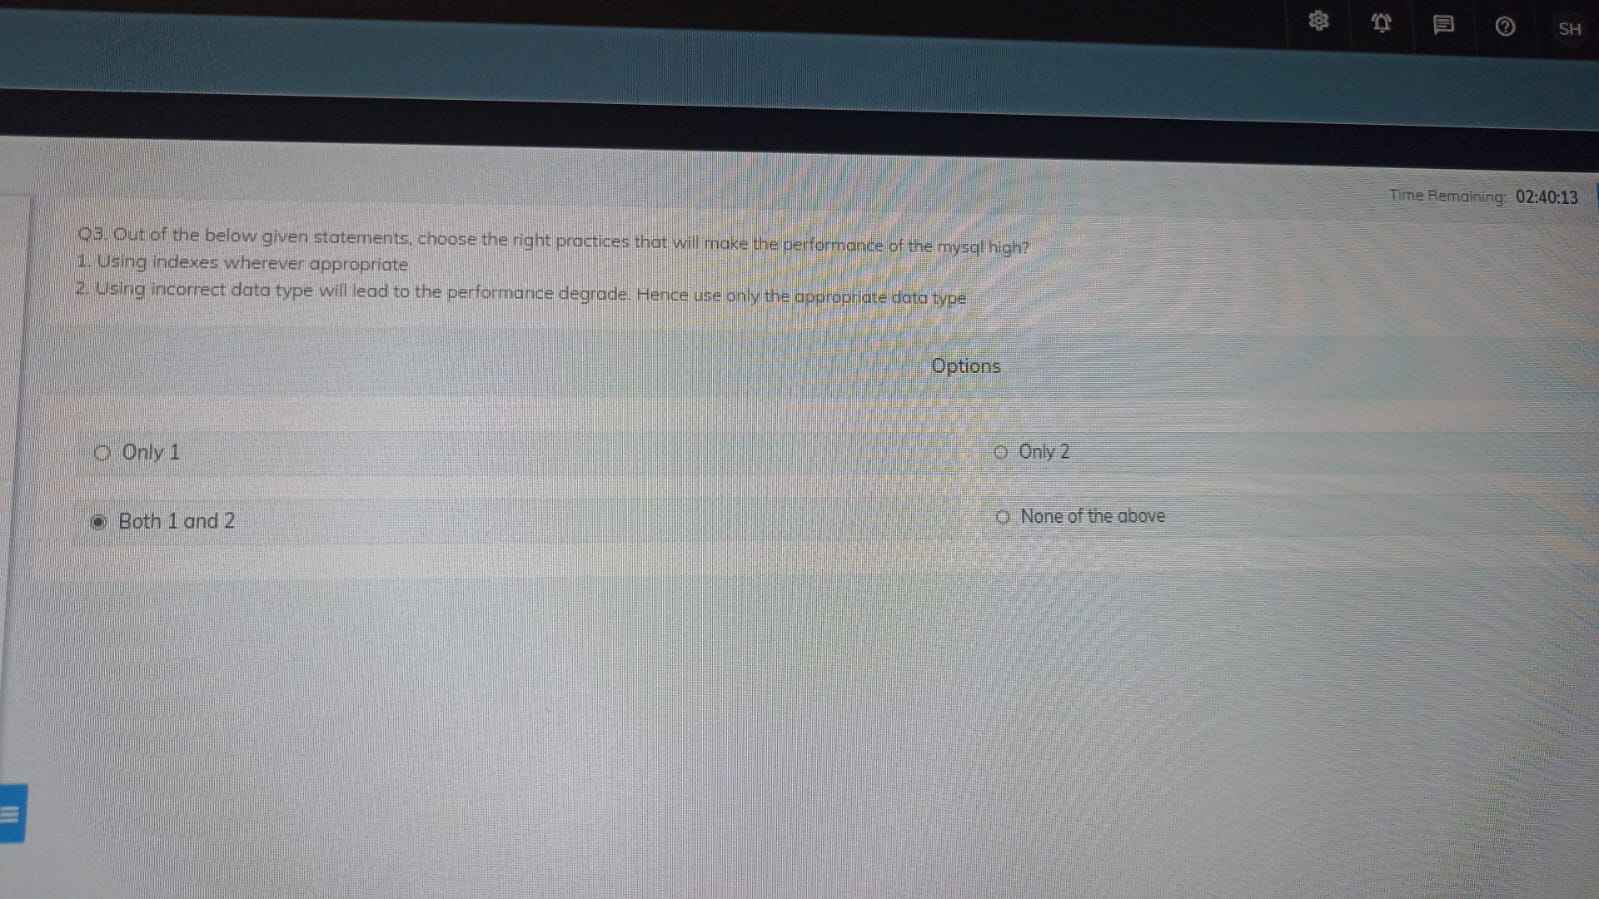 SH
Time Remaining: 02:40:13
Q3. Out of the below given statements, choose the right practices that will make the performance of the mysql high?
1. Using indexes wherever appropriate
2. Using incorrect data type will lead to the performance degrade. Hence use only the appropriate data type
Options
Only 1
Only 2
Both 1 and 2
None of the above